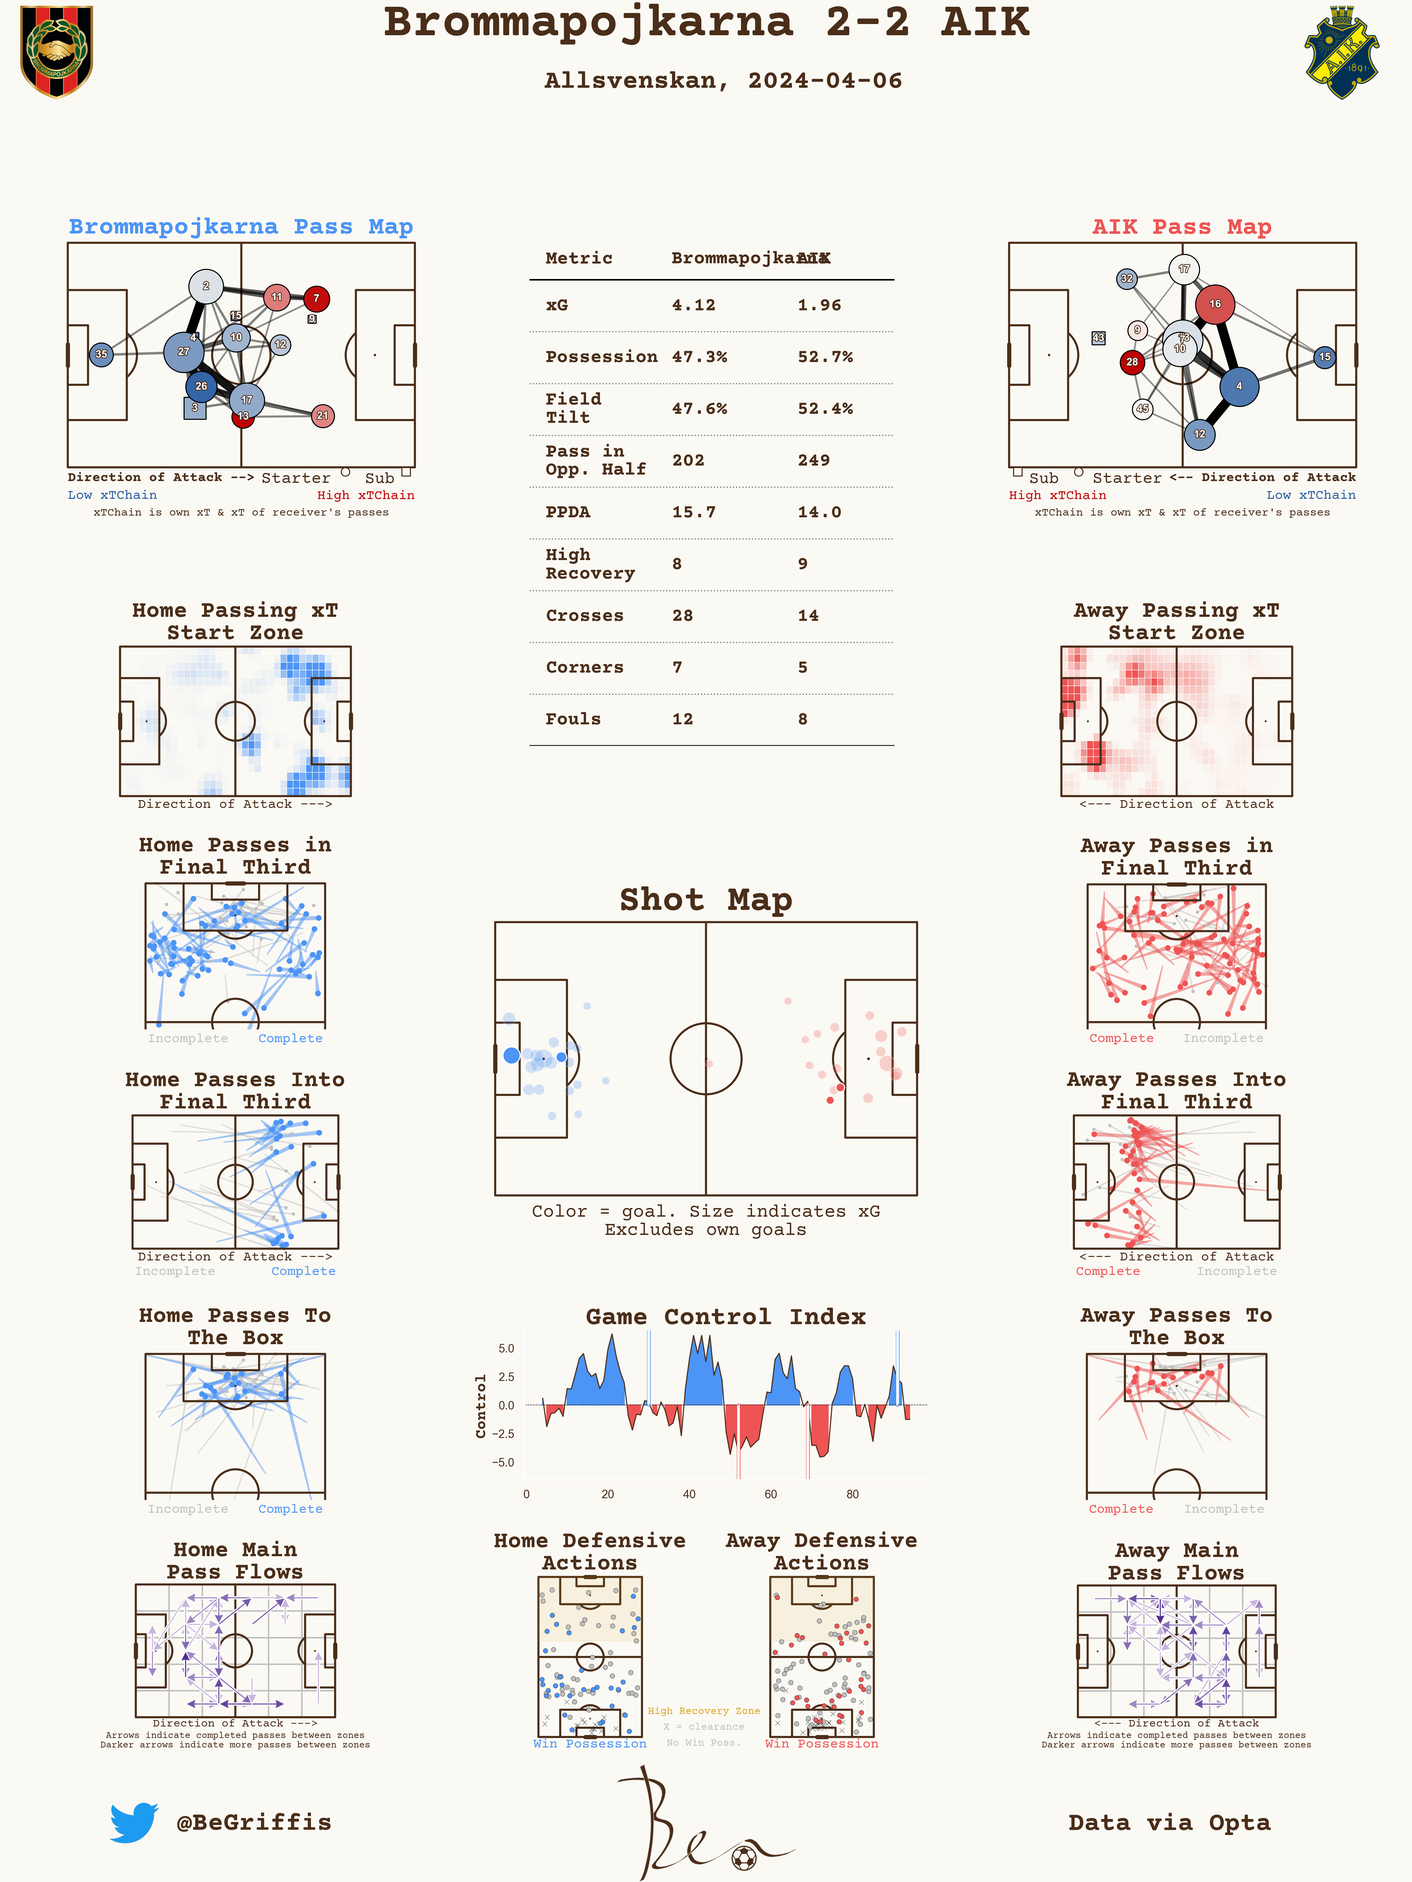 Brommapojkarna 2-2 AIK
Allsvenskan, 2024-04-06
BROMMAPOJKARNA
A.I.K.
1891
Brommapojkarna Pass Map
2
11
7
15
9
4
10
12
27
35
26
3
17
13
21
Direction of Attack --> Starter Sub
Low xTChain High xTChain
xTChain is own xT & xT of receiver's passes
Metric Brommapojkarna AIK
xG 4.12 1.96
Possession 47.3% 52.7%
Field
Tilt 47.6% 52.4%
Pass in
Opp. Half 202 249
PPDA 15.7 14.0
High
Recovery 8 9
Crosses 28 14
Corners 7 5
Fouls 12 8
AIK Pass Map
17
32
16
9
43
10
28
15
4
45
12
Sub Starter <-- Direction of Attack
High xTChain Low xTChain
xTChain is own xT & xT of receiver's passes
Home Passing xT
Start Zone
Direction of Attack --->
Away Passing xT
Start Zone
<--- Direction of Attack
Home Passes in
Final Third
Incomplete Complete
Away Passes in
Final Third
Complete Incomplete
Shot Map
Color = goal. Size indicates xG
Excludes own goals
Home Passes Into
Final Third
Direction of Attack --->
Incomplete Complete
Away Passes Into
Final Third
<--- Direction of Attack
Complete Incomplete
Home Passes To
The Box
Incomplete Complete
Game Control Index
Control
5.0
2.5
0.0
−2.5
−5.0
0 20 40 60 80
Away Passes To
The Box
Complete Incomplete
Home Main
Pass Flows
Direction of Attack --->
Arrows indicate completed passes between zones
Darker arrows indicate more passes between zones
Home Defensive
Actions
Win Possession
Away Defensive
Actions
Win Possession
High Recovery Zone
X = clearance
No Win Poss.
Away Main
Pass Flows
<--- Direction of Attack
Arrows indicate completed passes between zones
Darker arrows indicate more passes between zones
@BeGriffis
Ben
Data via Opta